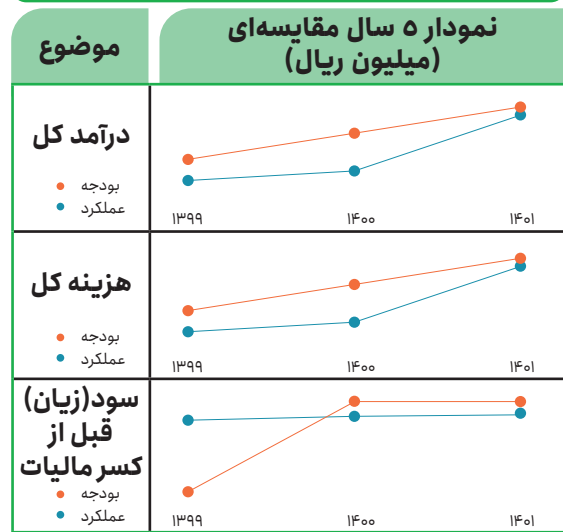 موضوع
نمودار ۵ سال مقایسه‌ای
(میلیون ریال)
درآمد کل
بودجه
عملکرد
۱۳۹۹ ۱۴۰۰ ۱۴۰۱
هزینه کل
بودجه
عملکرد
۱۳۹۹ ۱۴۰۰ ۱۴۰۱
سود(زیان)
قبل از
کسر مالیات
بودجه
عملکرد
۱۳۹۹ ۱۴۰۰ ۱۴۰۱